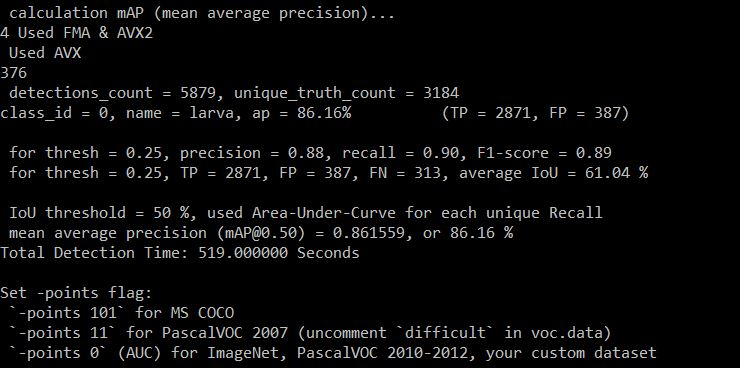 calculation mAP (mean average precision)...
4 Used FMA & AVX2
Used AVX
376
detections_count = 5879, unique_truth_count = 3184
class_id = 0, name = larva, ap = 86.16% (TP = 2871, FP = 387)
for thresh = 0.25, precision = 0.88, recall = 0.90, F1-score = 0.89
for thresh = 0.25, TP = 2871, FP = 387, FN = 313, average IoU = 61.04 %
IoU threshold = 50 %, used Area-Under-Curve for each unique Recall
mean average precision (mAP@0.50) = 0.861559, or 86.16 %
Total Detection Time: 519.000000 Seconds
Set -points flag:
`-points 101` for MS COCO
`-points 11` for PascalVOC 2007 (uncomment `difficult` in voc.data)
`-points 0` (AUC) for ImageNet, PascalVOC 2010-2012, your custom dataset